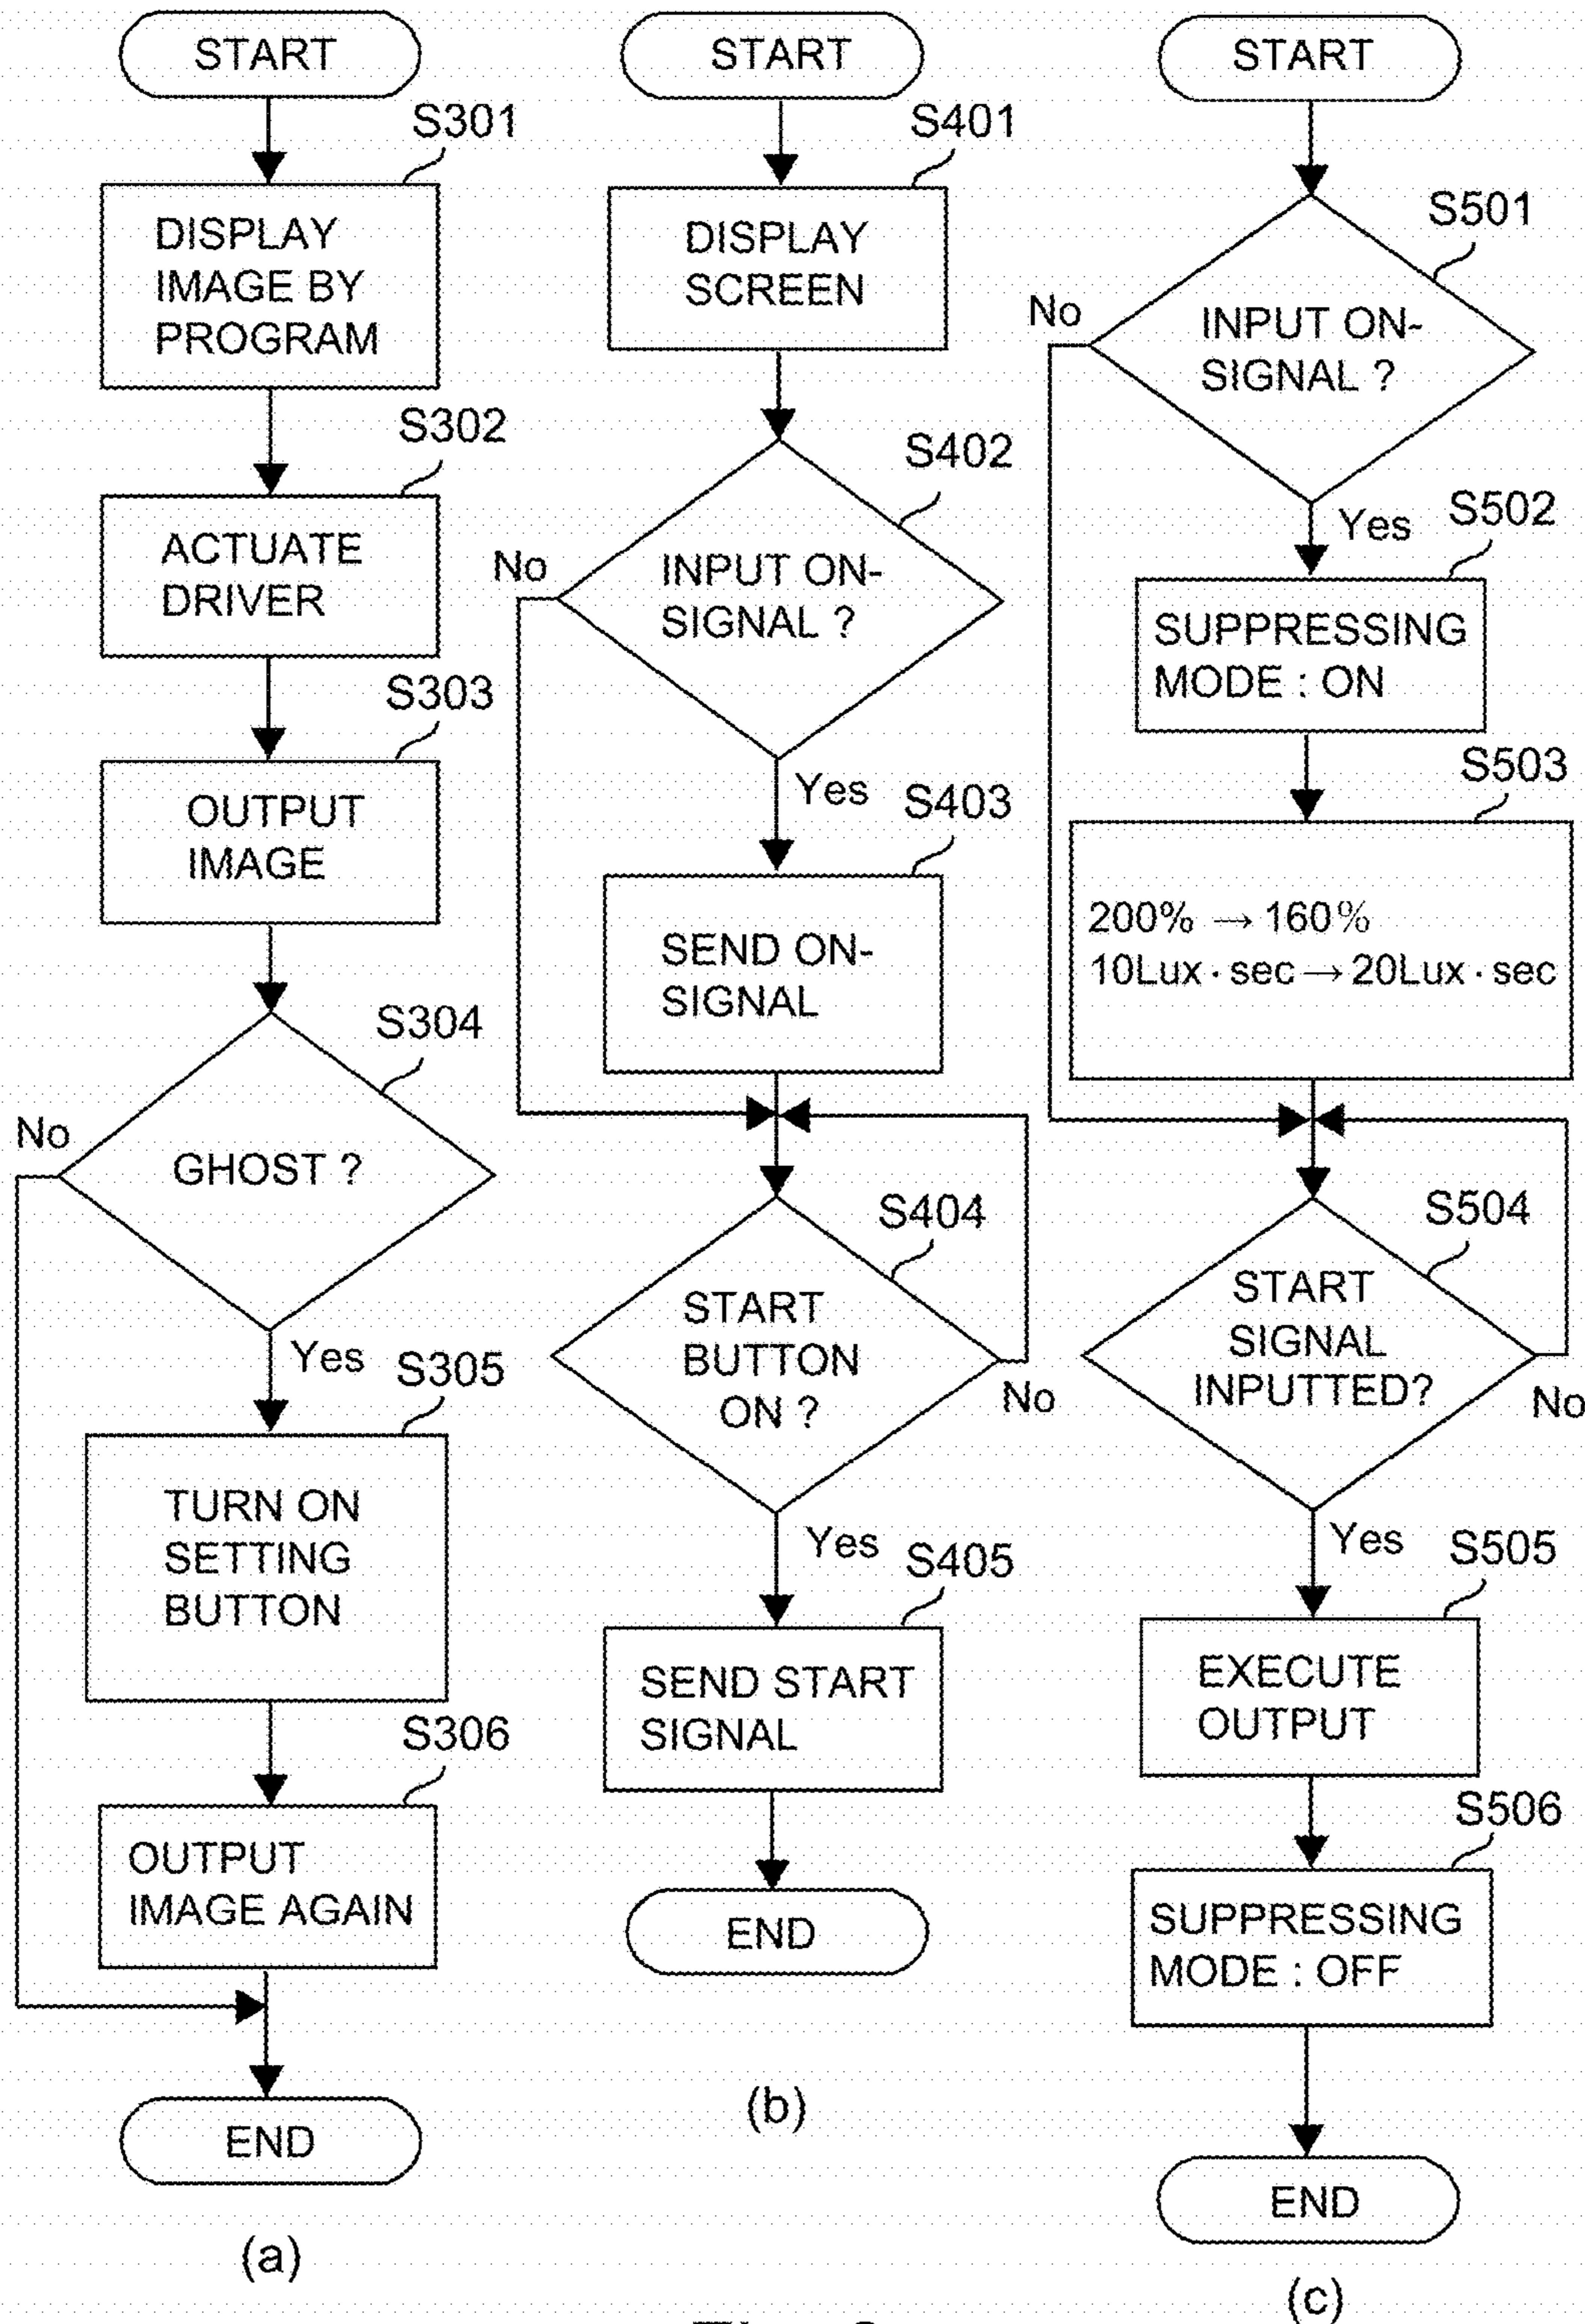 START
S301
DISPLAY
IMAGE BY
PROGRAM
S302
ACTUATE
DRIVER
S303
OUTPUT
IMAGE
S304
GHOST ?
No
Yes
S305
TURN ON
SETTING
BUTTON
S306
OUTPUT
IMAGE AGAIN
END
(a)
START
S401
DISPLAY
SCREEN
S402
INPUT ON-
SIGNAL ?
No
Yes
S403
SEND ON-
SIGNAL
S404
START
BUTTON
ON ?
No
Yes
S405
SEND START
SIGNAL
END
(b)
START
S501
INPUT ON-
SIGNAL ?
No
Yes
S502
SUPPRESSING
MODE : ON
S503
200% → 160%
10Lux · sec → 20Lux · sec
S504
START
SIGNAL
INPUTTED?
No
Yes
S505
EXECUTE
OUTPUT
S506
SUPPRESSING
MODE : OFF
END
(c)